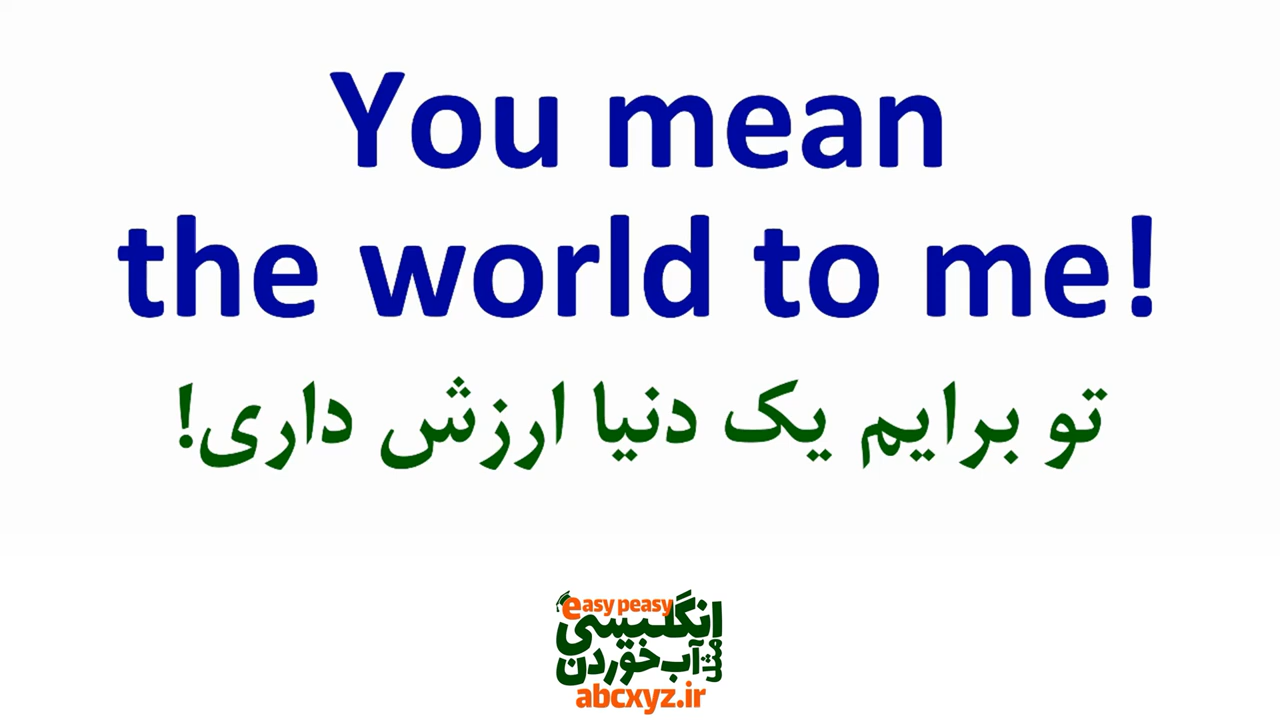 You mean
the world to me!
تو برایم یک دنیا ارزش داری!
easy peasy
انگلیسی
مثل آب خوردن
abcxyz.ir